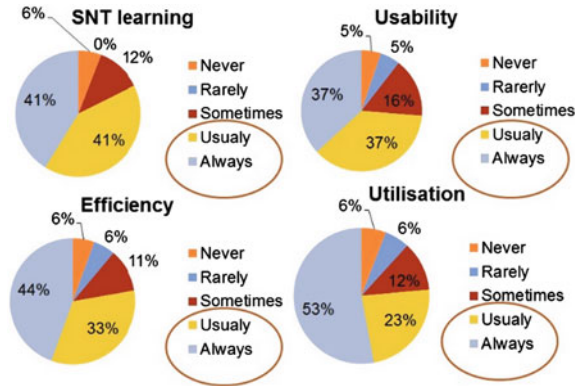 SNT learning
6%
0%
12%
41%
41%
Never
Rarely
Sometimes
Usualy
Always
Usability
5%
5%
16%
37%
37%
Never
Rarerly
Sometimes
Usualy
Always
Efficiency
6%
6%
11%
33%
44%
Never
Rarely
Sometimes
Usualy
Always
Utilisation
6%
6%
12%
23%
53%
Never
Rarely
Sometimes
Usualy
Always